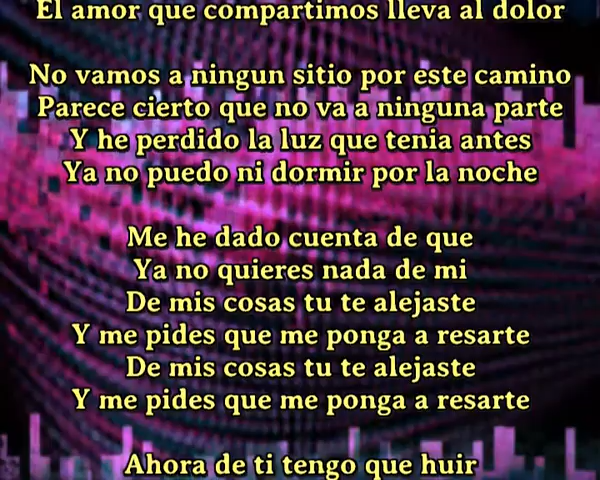 El amor que compartimos lleva al dolor
No vamos a ningun sitio por este camino
Parece cierto que no va a ninguna parte
Y he perdido la luz que tenia antes
Ya no puedo ni dormir por la noche
Me he dado cuenta de que
Ya no quieres nada de mi
De mis cosas tu te alejaste
Y me pides que me ponga a resarte
De mis cosas tu te alejaste
Y me pides que me ponga a resarte
Ahora de ti tengo que huir